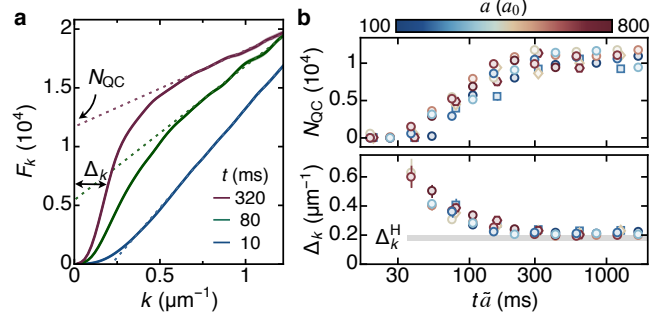 a
F_k (10⁴)
2
1.5
1
0.5
0
N_QC
Δ_k
t (ms)
320
80
10
0
0.5
1
k (μm⁻¹)
b
a (a₀)
100
800
N_QC (10⁴)
1
0.5
0
Δ_k (μm⁻¹)
0.6
0.4
0.2
0
Δ_k^H
30
100
300
1000
tã (ms)